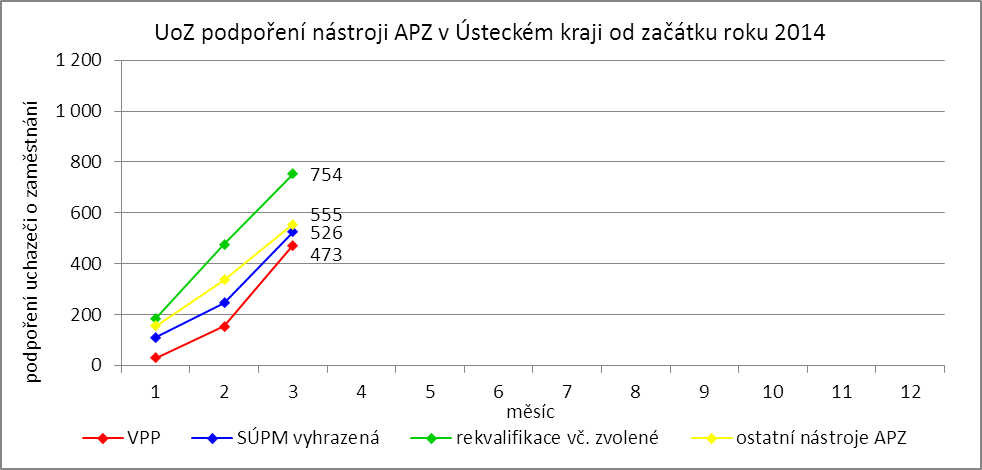 UoZ podpoření nástroji APZ v Ústeckém kraji od začátku roku 2014
podpoření uchazeči o zaměstnání
1 200
1 000
800
600
400
200
0
754
555
526
473
1 2 3 4 5 6 7 8 9 10 11 12
měsíc
VPP SÚPM vyhrazená rekvalifikace vč. zvolené ostatní nástroje APZ